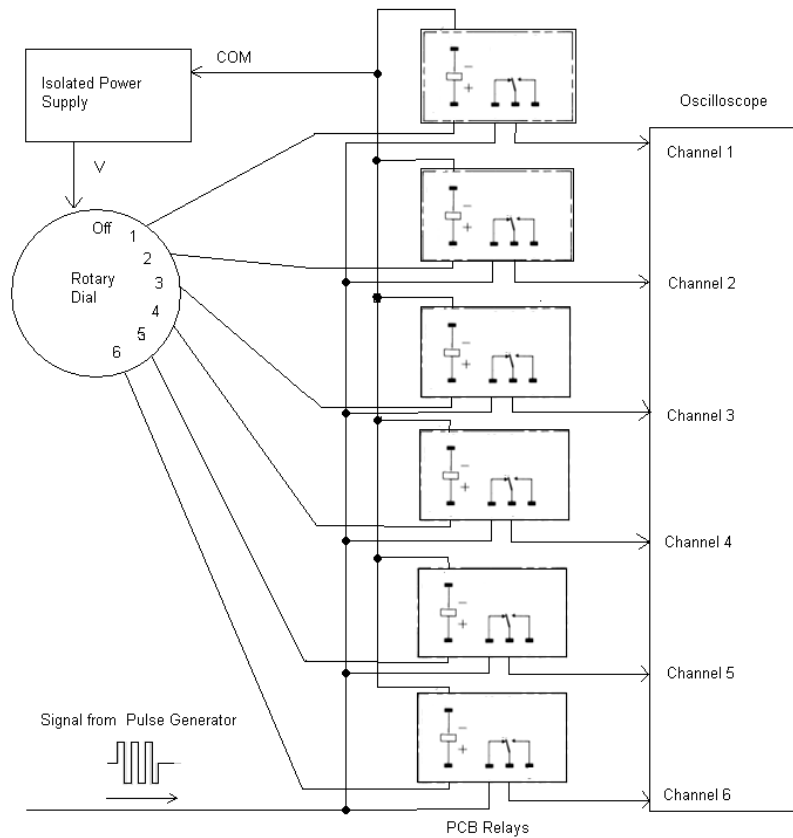 COM
Isolated Power
Supply
V
Oscilloscope
Off
1
2
3
4
5
6
Rotary
Dial
- 
+
Channel 1
-
+
Channel 2
-
+
Channel 3
-
+
Channel 4
-
+
Channel 5
-
+
Channel 6
Signal from Pulse Generator
PCB Relays